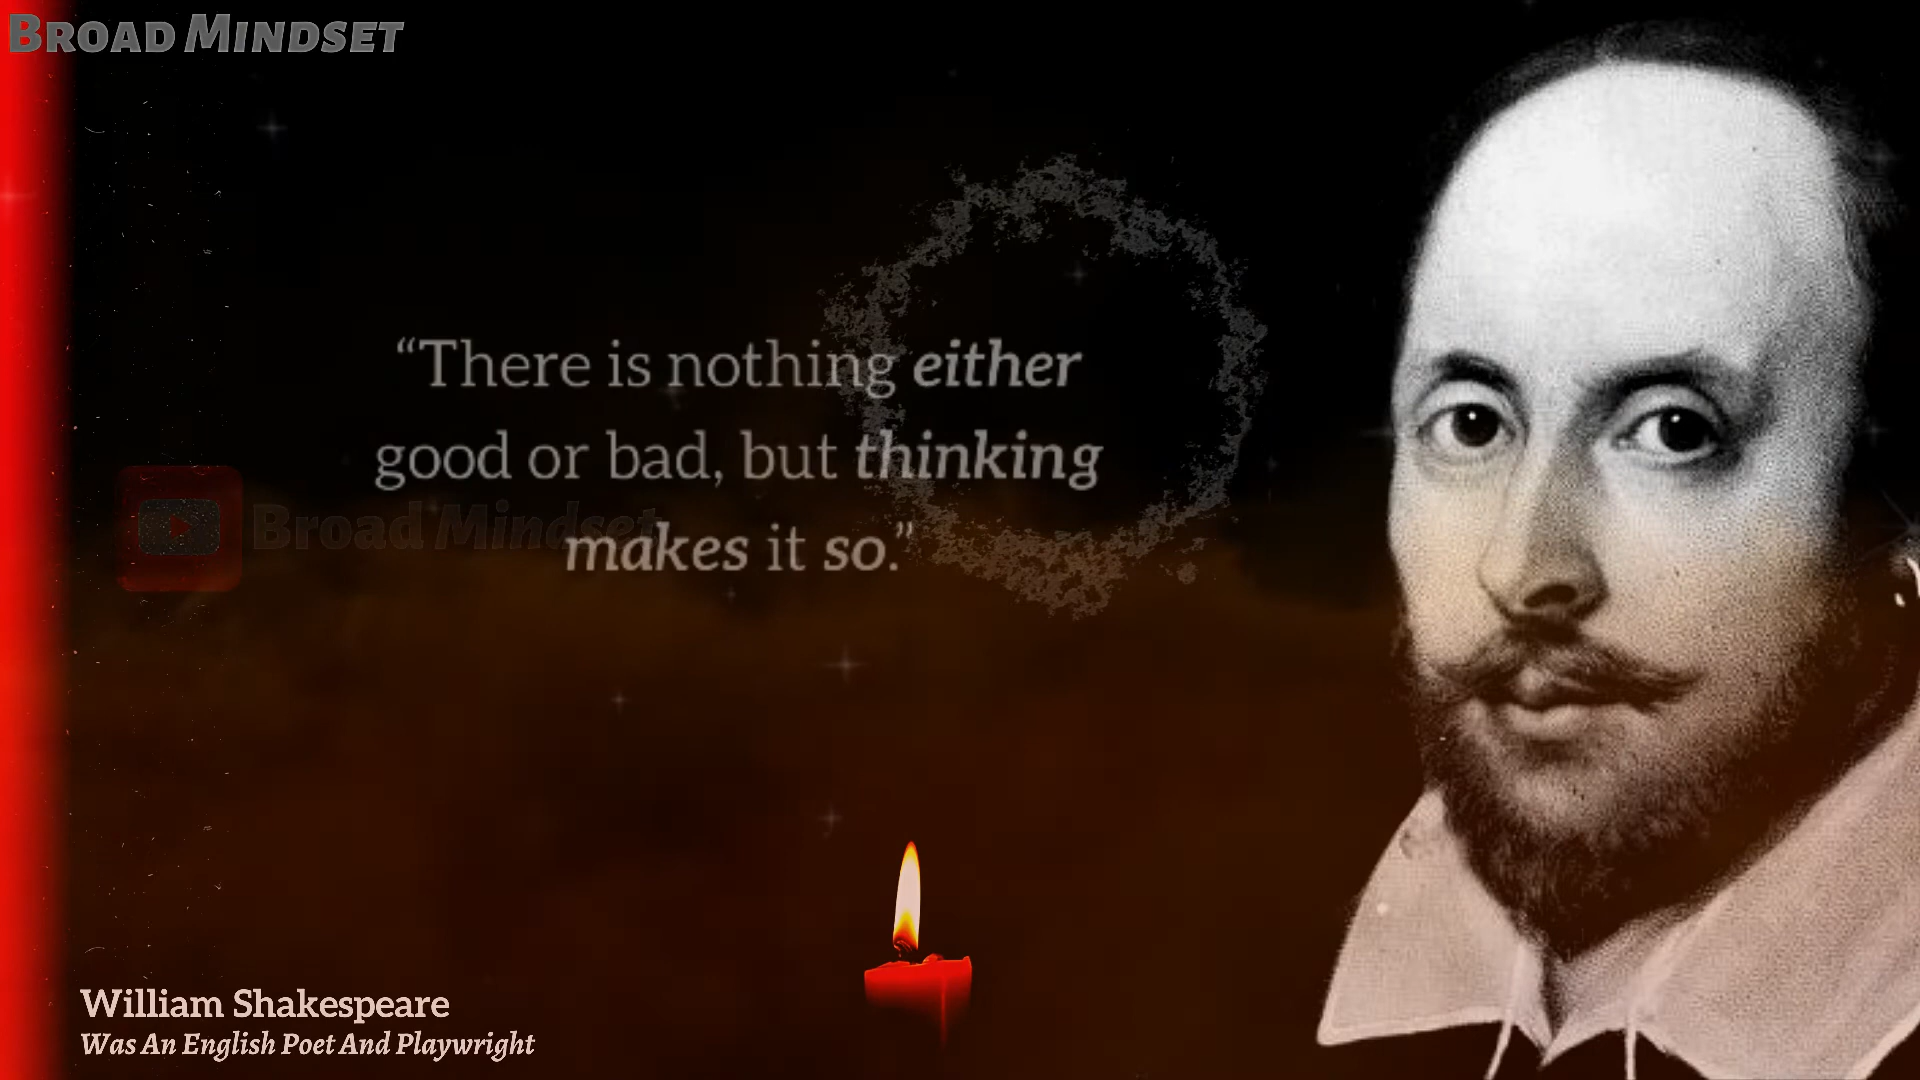 BROAD MINDSET
“There is nothing either
good or bad, but thinking
makes it so.”
Broad Mindset
William Shakespeare
Was An English Poet And Playwright